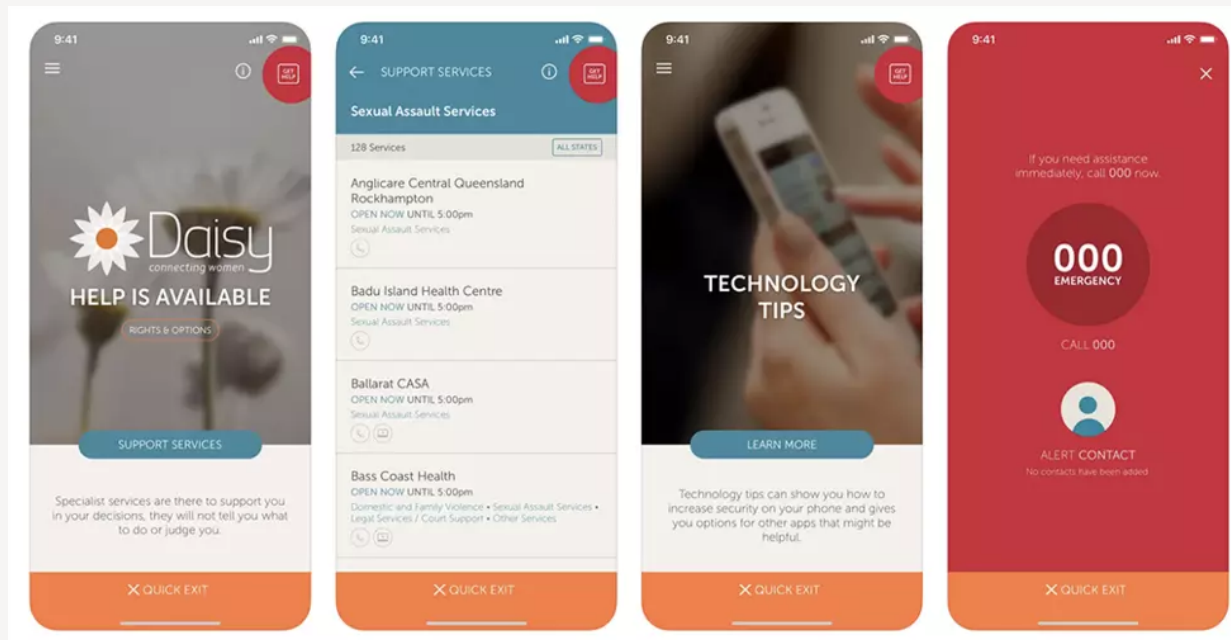 9:41
GET
HELP
Daisy
connecting women
HELP IS AVAILABLE
RIGHTS & OPTIONS
SUPPORT SERVICES
Specialist services are there to support you
in your decisions, they will not tell you what
to do or judge you.
QUICK EXIT
9:41
SUPPORT SERVICES
GET
HELP
Sexual Assault Services
128 Services
ALL STATES
Anglicare Central Queensland
Rockhampton
OPEN NOW UNTIL 5:00pm
Sexual Assault Services
Badu Island Health Centre
OPEN NOW UNTIL 5:00pm
Sexual Assault Services
Ballarat CASA
OPEN NOW UNTIL 5:00pm
Sexual Assault Services
Bass Coast Health
OPEN NOW UNTIL 5:00pm
Domestic and Family Violence • Sexual Assault Services •
Legal Services / Court Support • Other Services
QUICK EXIT
9:41
GET
HELP
TECHNOLOGY
TIPS
LEARN MORE
Technology tips can show you how to
increase security on your phone and gives
you options for other apps that might be
helpful.
QUICK EXIT
9:41
If you need assistance
immediately, call 000 now.
000
EMERGENCY
CALL 000
ALERT CONTACT
No contacts have been added
QUICK EXIT